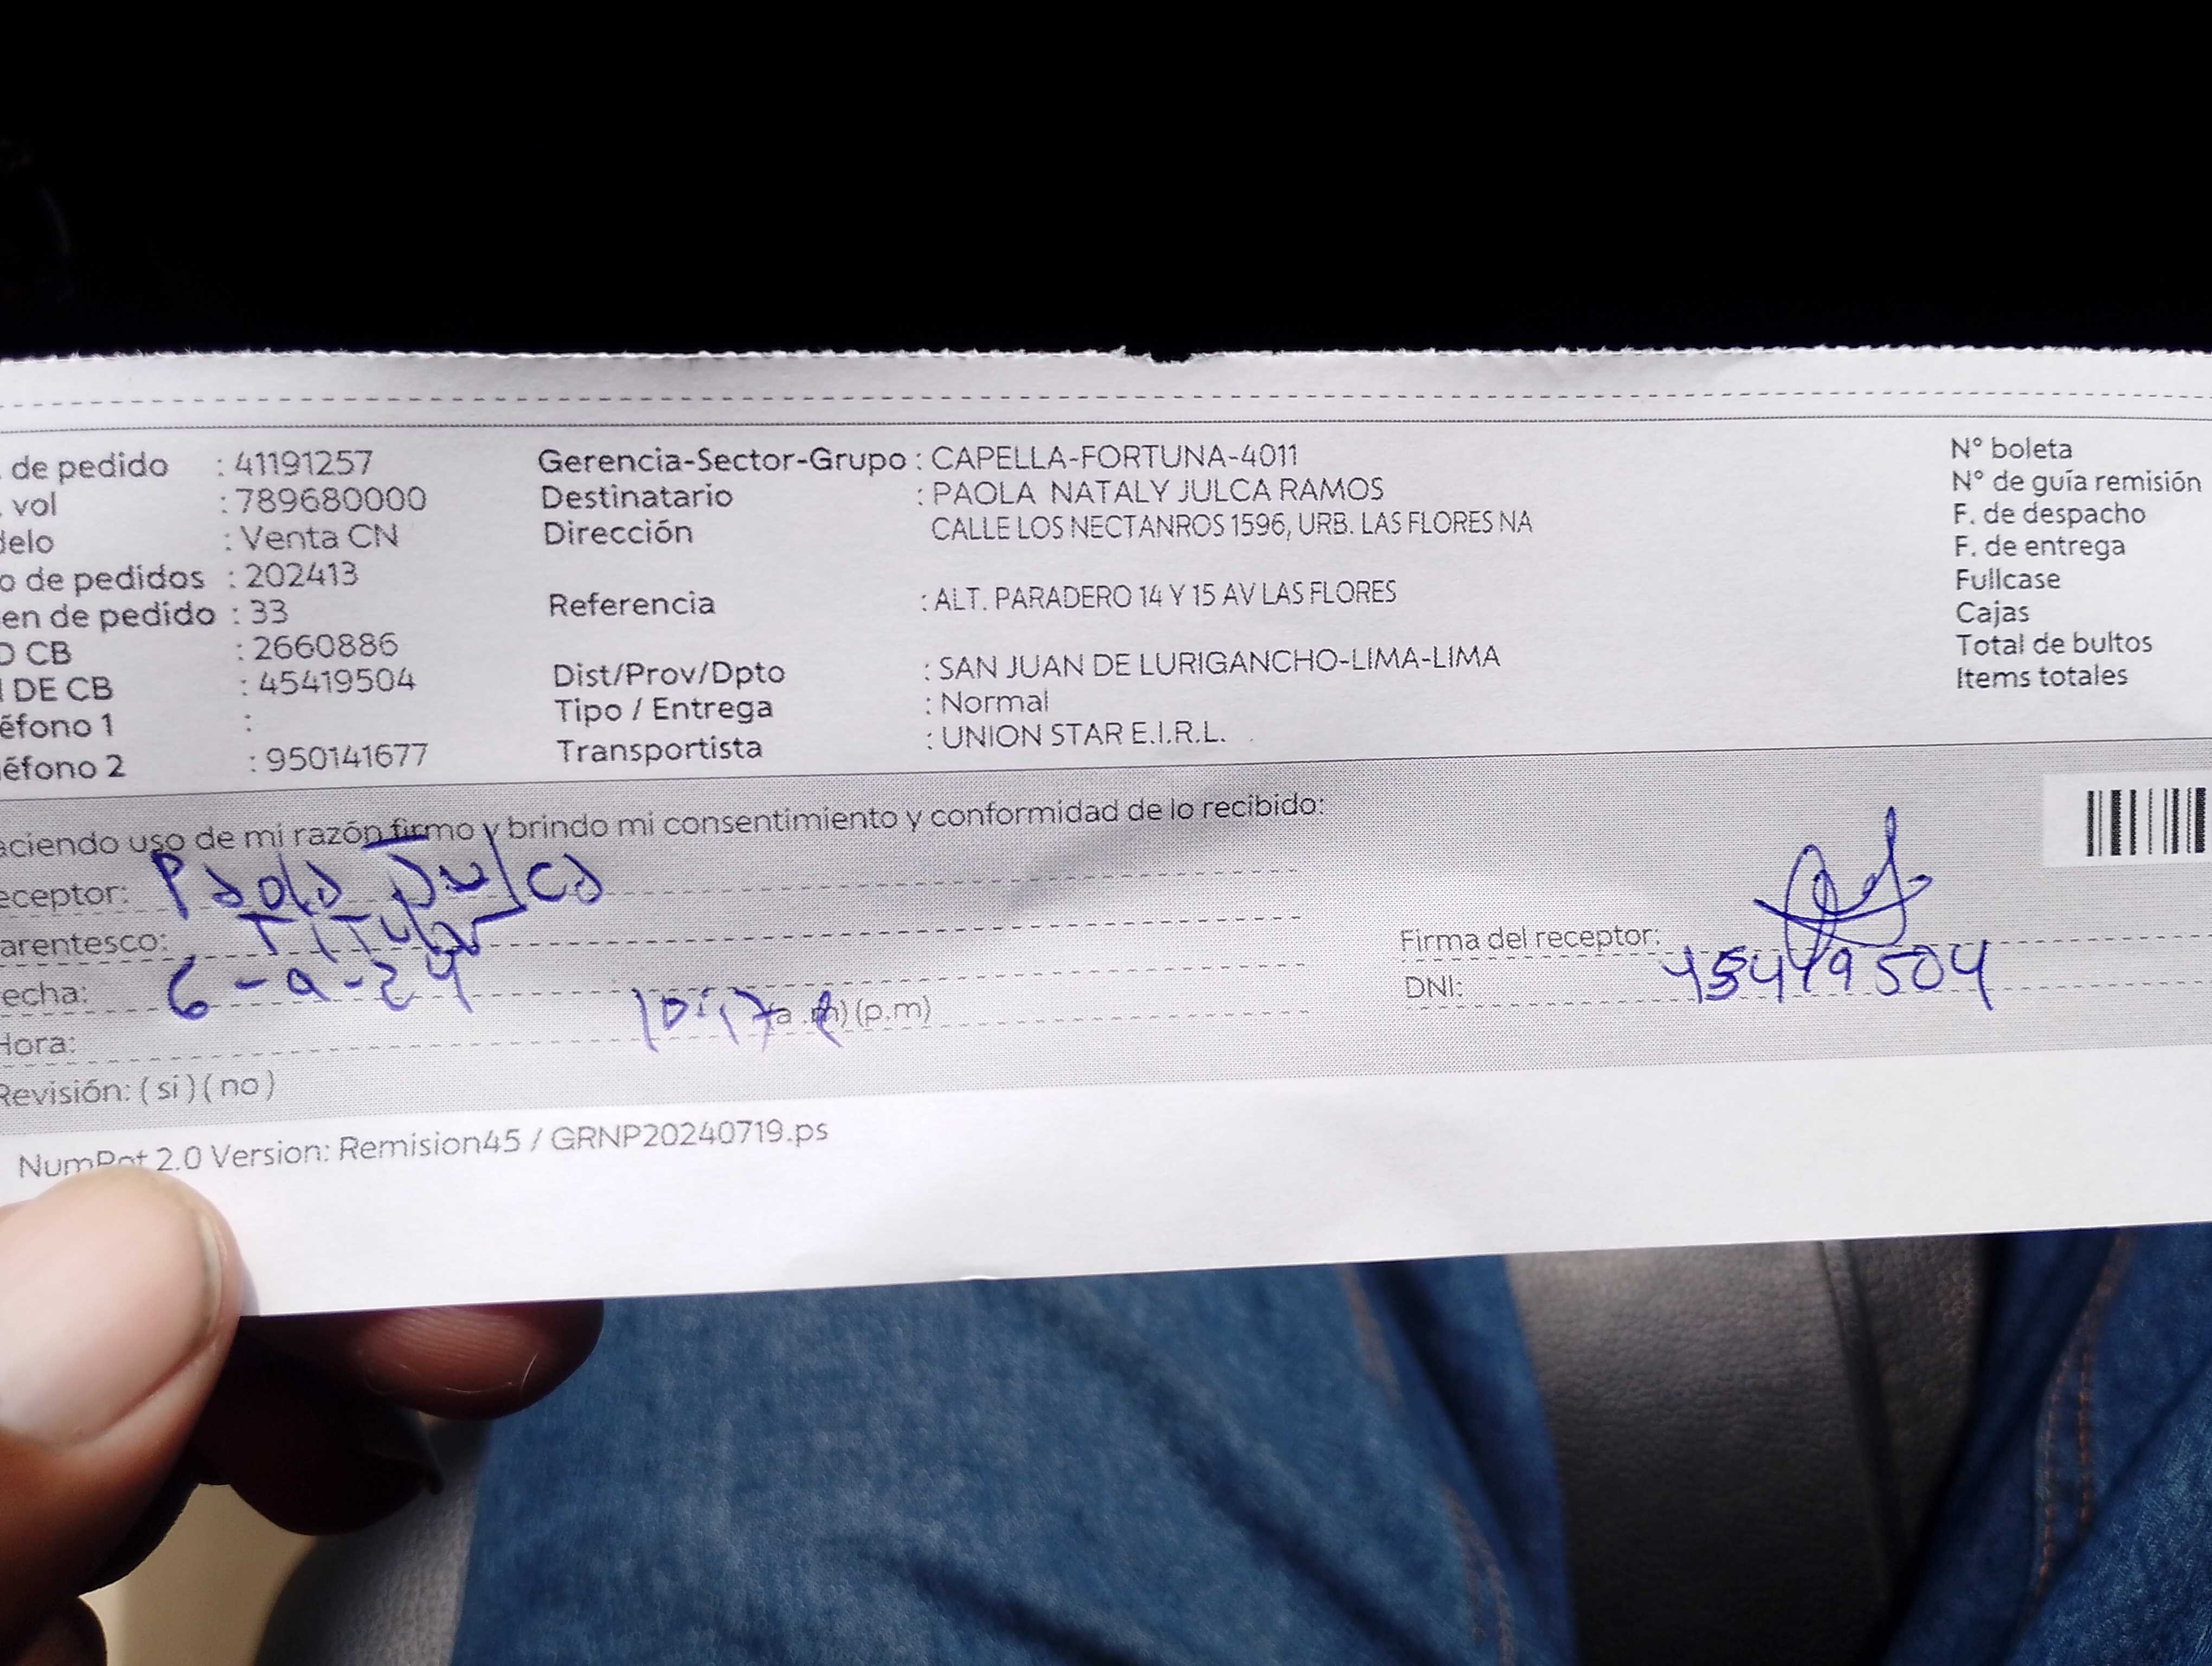 de pedido : 41191257
vol : 789680000
delo : Venta CN
o de pedidos : 202413
en de pedido : 33
O CB : 2660886
DE CB : 45419504
éfono 1 :
éfono 2 : 950141677
Gerencia-Sector-Grupo : CAPELLA-FORTUNA-4011
Destinatario : PAOLA NATALY JULCA RAMOS
Dirección CALLE LOS NECTANROS 1596, URB. LAS FLORES NA
Referencia : ALT. PARADERO 14 Y 15 AV LAS FLORES
Dist/Prov/Dpto : SAN JUAN DE LURIGANCHO-LIMA-LIMA
Tipo / Entrega : Normal
Transportista : UNION STAR E.I.R.L.
N° boleta
N° de guía remisión
F. de despacho
F. de entrega
Fullcase
Cajas
Total de bultos
Items totales
aciendo uso de mi razón firmo y brindo mi consentimiento y conformidad de lo recibido:
eceptor: Paola Julca
arentesco: Titular
echa: 6-9-24
Hora: 10:17 (a.m)(p.m)
Revisión: (si)(no)
Firma del receptor:
DNI: 45419504
NumPot 2.0 Version: Remision45 / GRNP20240719.ps